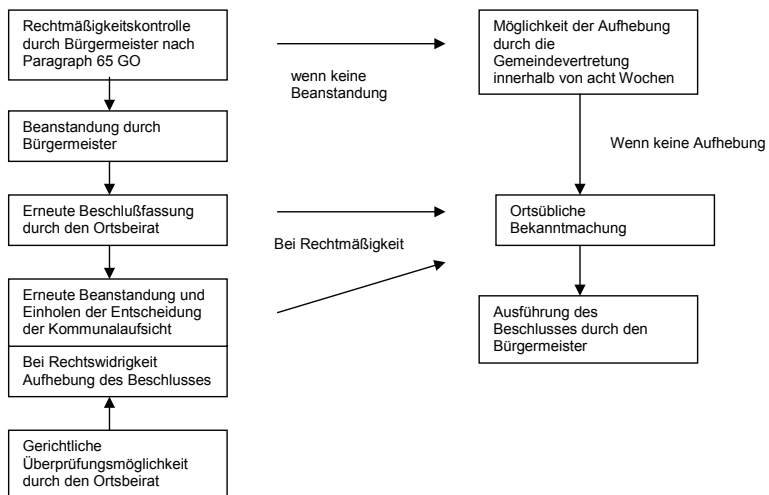 Rechtmäßigkeitskontrolle
durch Bürgermeister nach
Paragraph 65 GO
wenn keine
Beanstandung
Möglichkeit der Aufhebung
durch die
Gemeindevertretung
innerhalb von acht Wochen
Beanstandung durch
Bürgermeister
Wenn keine Aufhebung
Erneute Beschlußfassung
durch den Ortsbeirat
Bei Rechtmäßigkeit
Ortsübliche
Bekanntmachung
Erneute Beanstandung und
Einholen der Entscheidung
der Kommunalaufsicht
Bei Rechtswidrigkeit
Aufhebung des Beschlusses
Ausführung des
Beschlusses durch den
Bürgermeister
Gerichtliche
Überprüfungsmöglichkeit
durch den Ortsbeirat